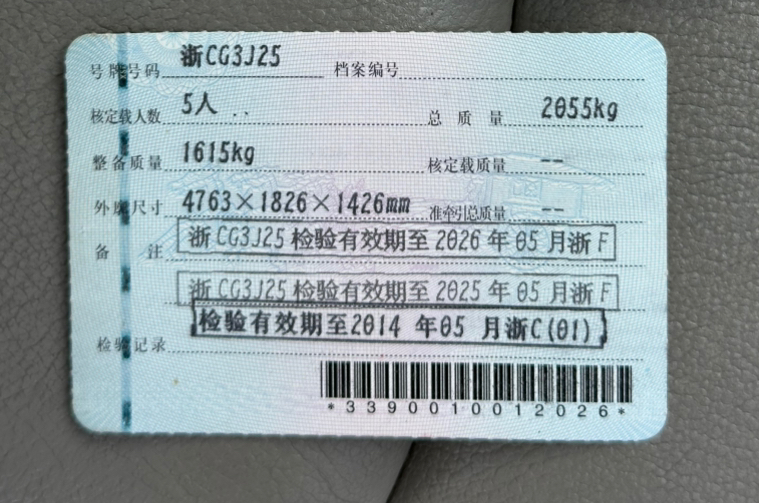 号牌号码 浙CG3J25 档案编号
核定载人数 5人 总质量 2055kg
整备质量 1615kg 核定载质量 --
外廓尺寸 4763×1826×1426mm 准牵引总质量 --
备注 浙CG3J25检验有效期至2026年05月浙F
浙CG3J25检验有效期至2025年05月浙F
检验有效期至2014年05月浙C(01)
检验记录
*3390010012026*